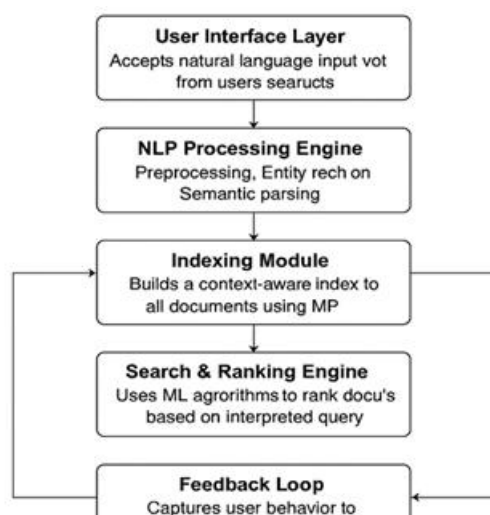 User Interface Layer
Accepts natural language input vot
from users searucts
NLP Processing Engine
Preprocessing, Entity rech on
Semantic parsing
Indexing Module
Builds a context-aware index to
all documents using MP
Search & Ranking Engine
Uses ML agrorithms to rank docu's
based on interpreted query
Feedback Loop
Captures user behavior to